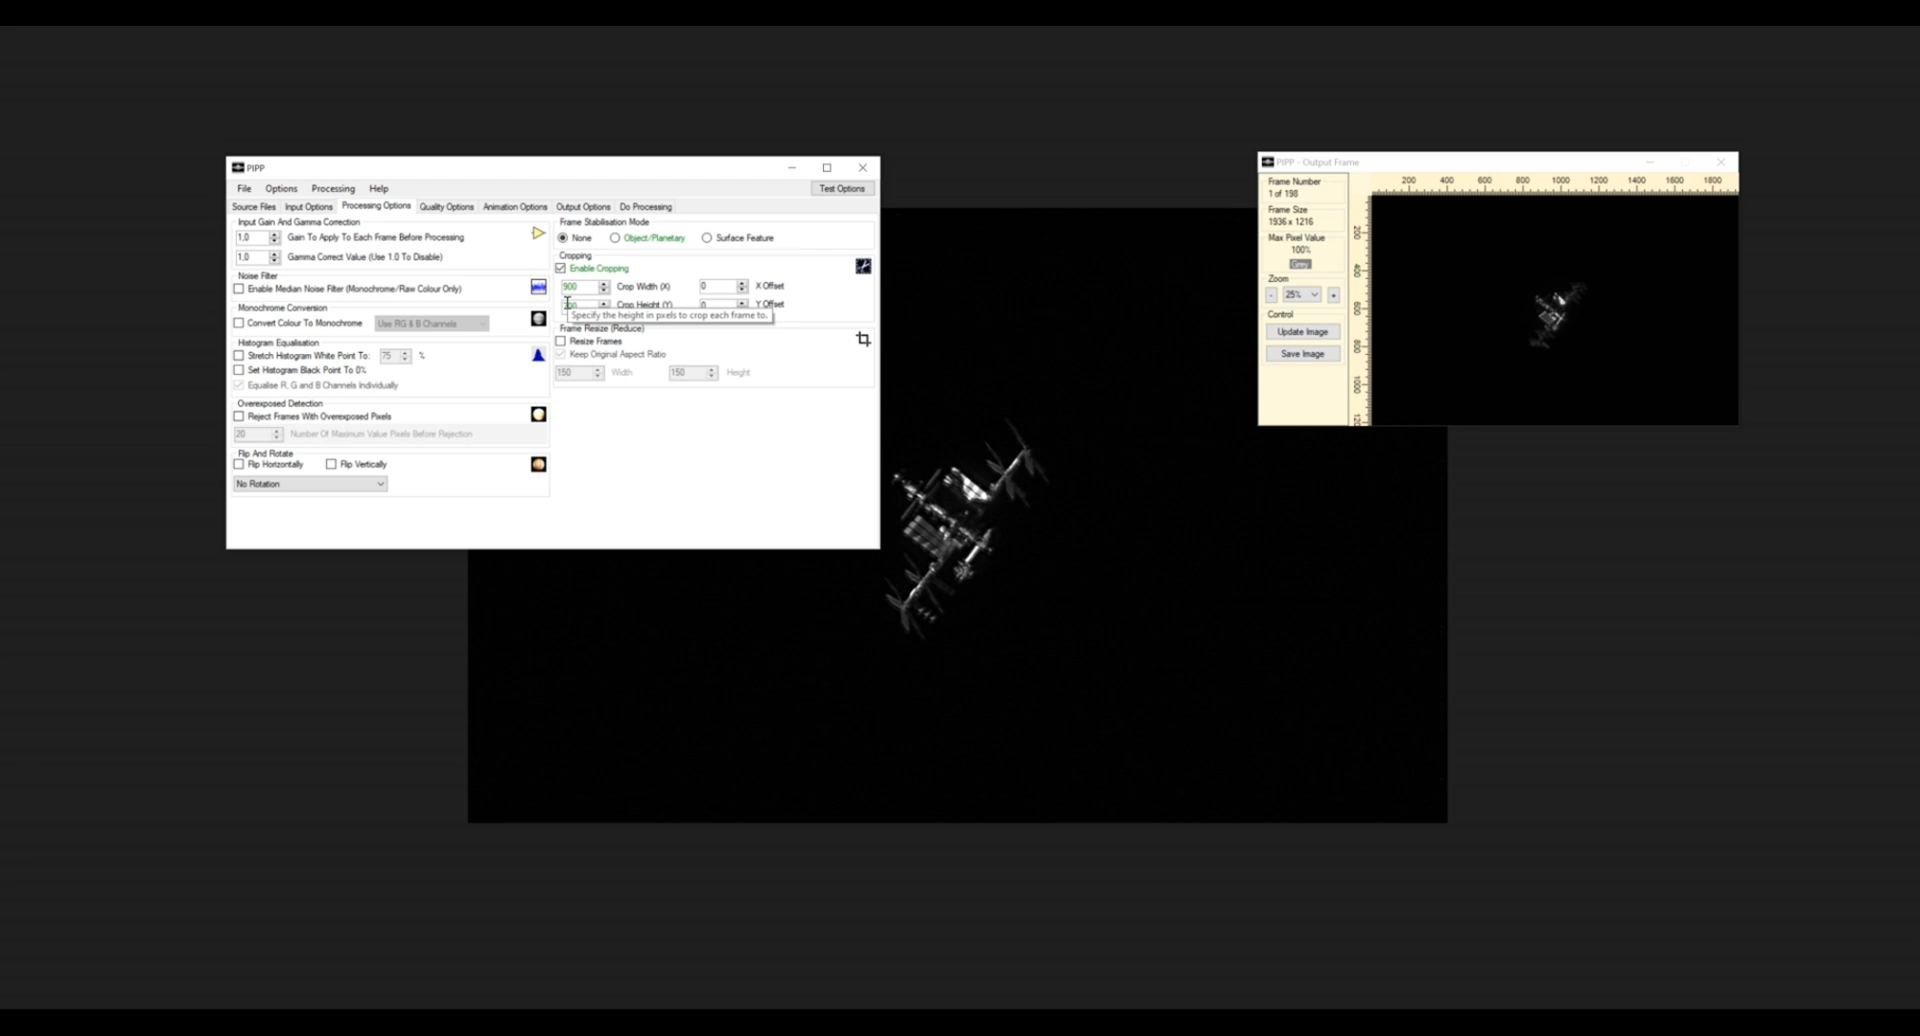 PIPP
File Options Processing Help Test Options
Source Files Input Options Processing Options Quality Options Animation Options Output Options Do Processing
Input Gain And Gamma Correction
1.0 Gain To Apply To Each Frame Before Processing
1.0 Gamma Correct Value (Use 1.0 To Disable)
Noise Filter
Enable Median Noise Filter (Monochrome/Raw Colour Only)
Monochrome Conversion
Convert Colour To Monochrome Use RG & B Channels
Histogram Equalisation
Stretch Histogram White Point To: 75 %
Set Histogram Black Point To 0%
Equalise R, G and B Channels Individually
Overexposed Detection
Reject Frames With Overexposed Pixels
20 Number Of Maximum Value Pixels Before Rejection
Flip And Rotate
Flip Horizontally Flip Vertically
No Rotation
Frame Stabilisation Mode
None Object/Planetary Surface Feature
Cropping
Enable Cropping
900 Crop Width (X) 0 X Offset
Crop Height (Y) 0 Y Offset
Specify the height in pixels to crop each frame to.
Frame Resize (Reduce)
Resize Frames
Keep Original Aspect Ratio
150 Width 150 Height
PIPP - Output Frame
Frame Number
1 of 198
Frame Size
1936 x 1216
Max Pixel Value
100%
Grey
Zoom
- 25% +
Control
Update Image
Save Image
200 400 600 800 1000 1200 1400 1600 1800
200
400
600
800
1000